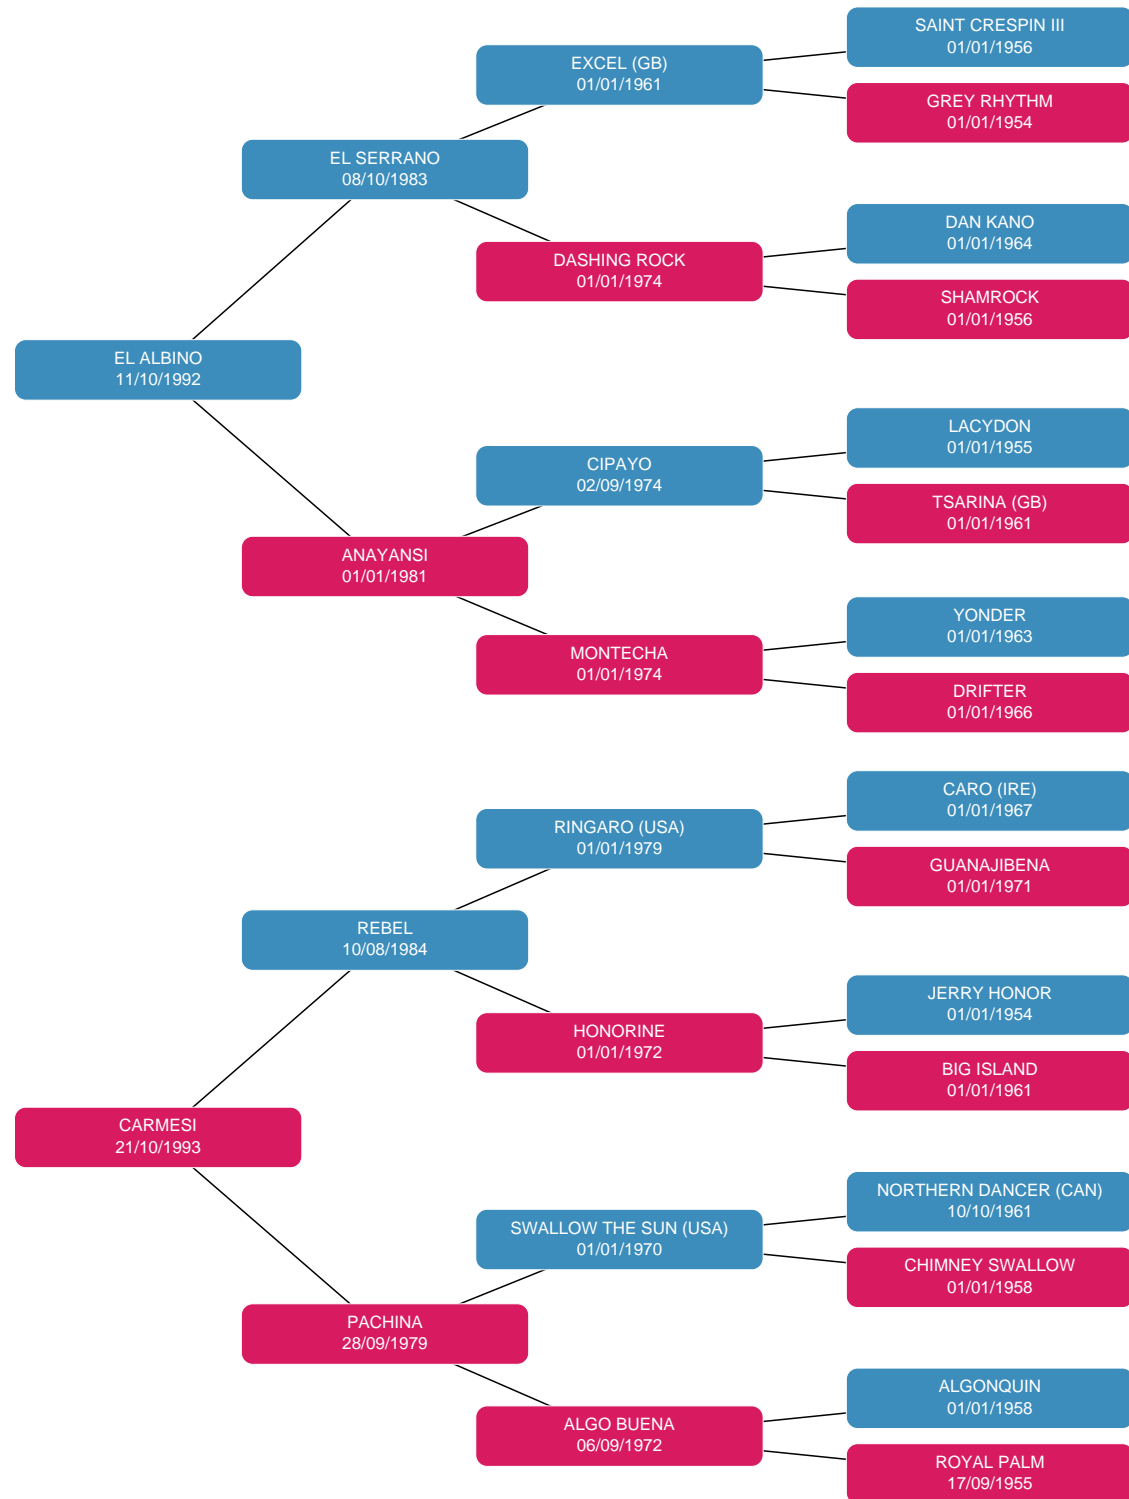 SAINT CRESPIN III
01/01/1956
EXCEL (GB)
01/01/1961
GREY RHYTHM
01/01/1954
EL SERRANO
08/10/1983
DAN KANO
01/01/1964
DASHING ROCK
01/01/1974
SHAMROCK
01/01/1956
EL ALBINO
11/10/1992
LACYDON
01/01/1955
CIPAYO
02/09/1974
TSARINA (GB)
01/01/1961
ANAYANSI
01/01/1981
YONDER
01/01/1963
MONTECHA
01/01/1974
DRIFTER
01/01/1966
CARO (IRE)
01/01/1967
RINGARO (USA)
01/01/1979
GUANAJIBENA
01/01/1971
REBEL
10/08/1984
JERRY HONOR
01/01/1954
HONORINE
01/01/1972
BIG ISLAND
01/01/1961
CARMESI
21/10/1993
NORTHERN DANCER (CAN)
10/10/1961
SWALLOW THE SUN (USA)
01/01/1970
CHIMNEY SWALLOW
01/01/1958
PACHINA
28/09/1979
ALGONQUIN
01/01/1958
ALGO BUENA
06/09/1972
ROYAL PALM
17/09/1955